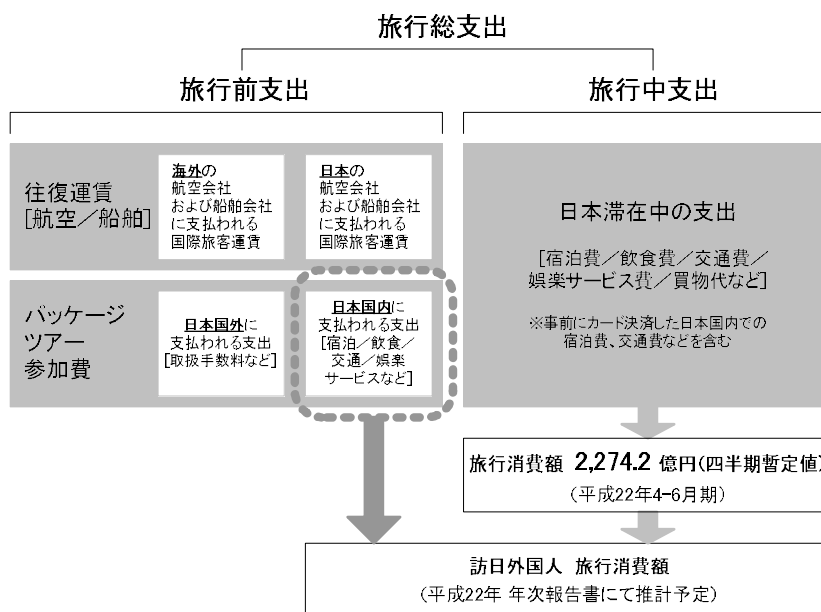 旅行総支出
旅行前支出
旅行中支出
往復運賃
[航空／船舶]
海外の
航空会社
および船舶会社
に支払われる
国際旅客運賃
日本の
航空会社
および船舶会社
に支払われる
国際旅客運賃
パッケージ
ツアー
参加費
日本国外に
支払われる支出
[取扱手数料など]
日本国内に
支払われる支出
[宿泊／飲食／
交通／娯楽
サービスなど]
日本滞在中の支出
[宿泊費／飲食費／交通費／
娯楽サービス費／買物代など]
※事前にカード決済した日本国内での
宿泊費、交通費などを含む
旅行消費額 2,274.2 億円(四半期暫定値)
（平成22年4-6月期）
訪日外国人 旅行消費額
（平成22年 年次報告書にて推計予定）